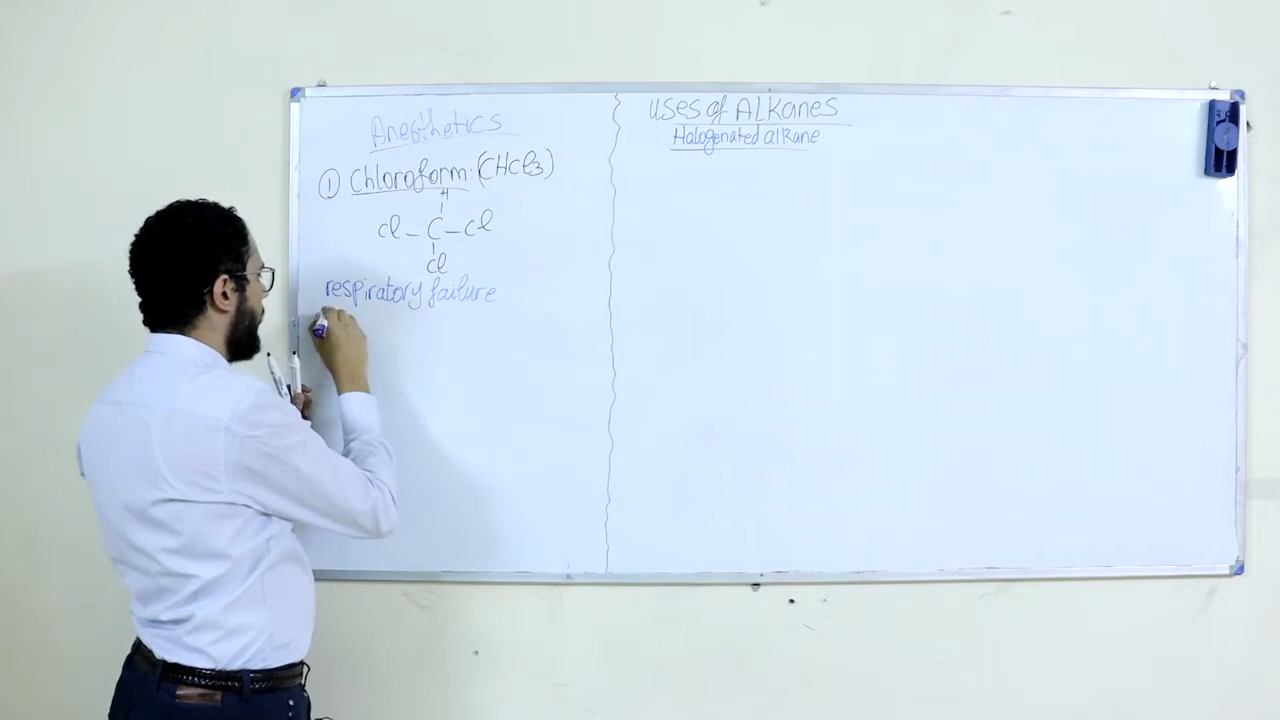 Anesthetics
① Chloroform: (CHCl3)
H
Cl – C – Cl
Cl
respiratory failure
Uses of Alkanes
Halogenated alkane